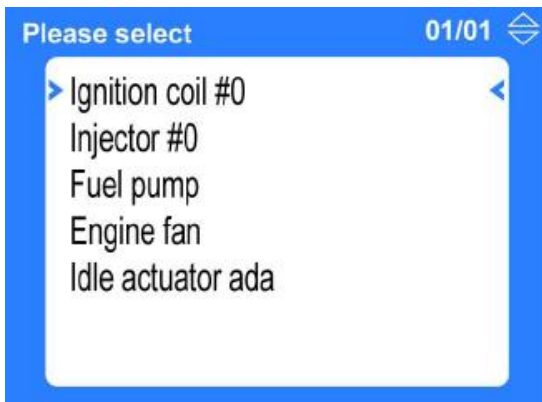 Please select 01/01
> Ignition coil #0 <
Injector #0
Fuel pump
Engine fan
Idle actuator ada